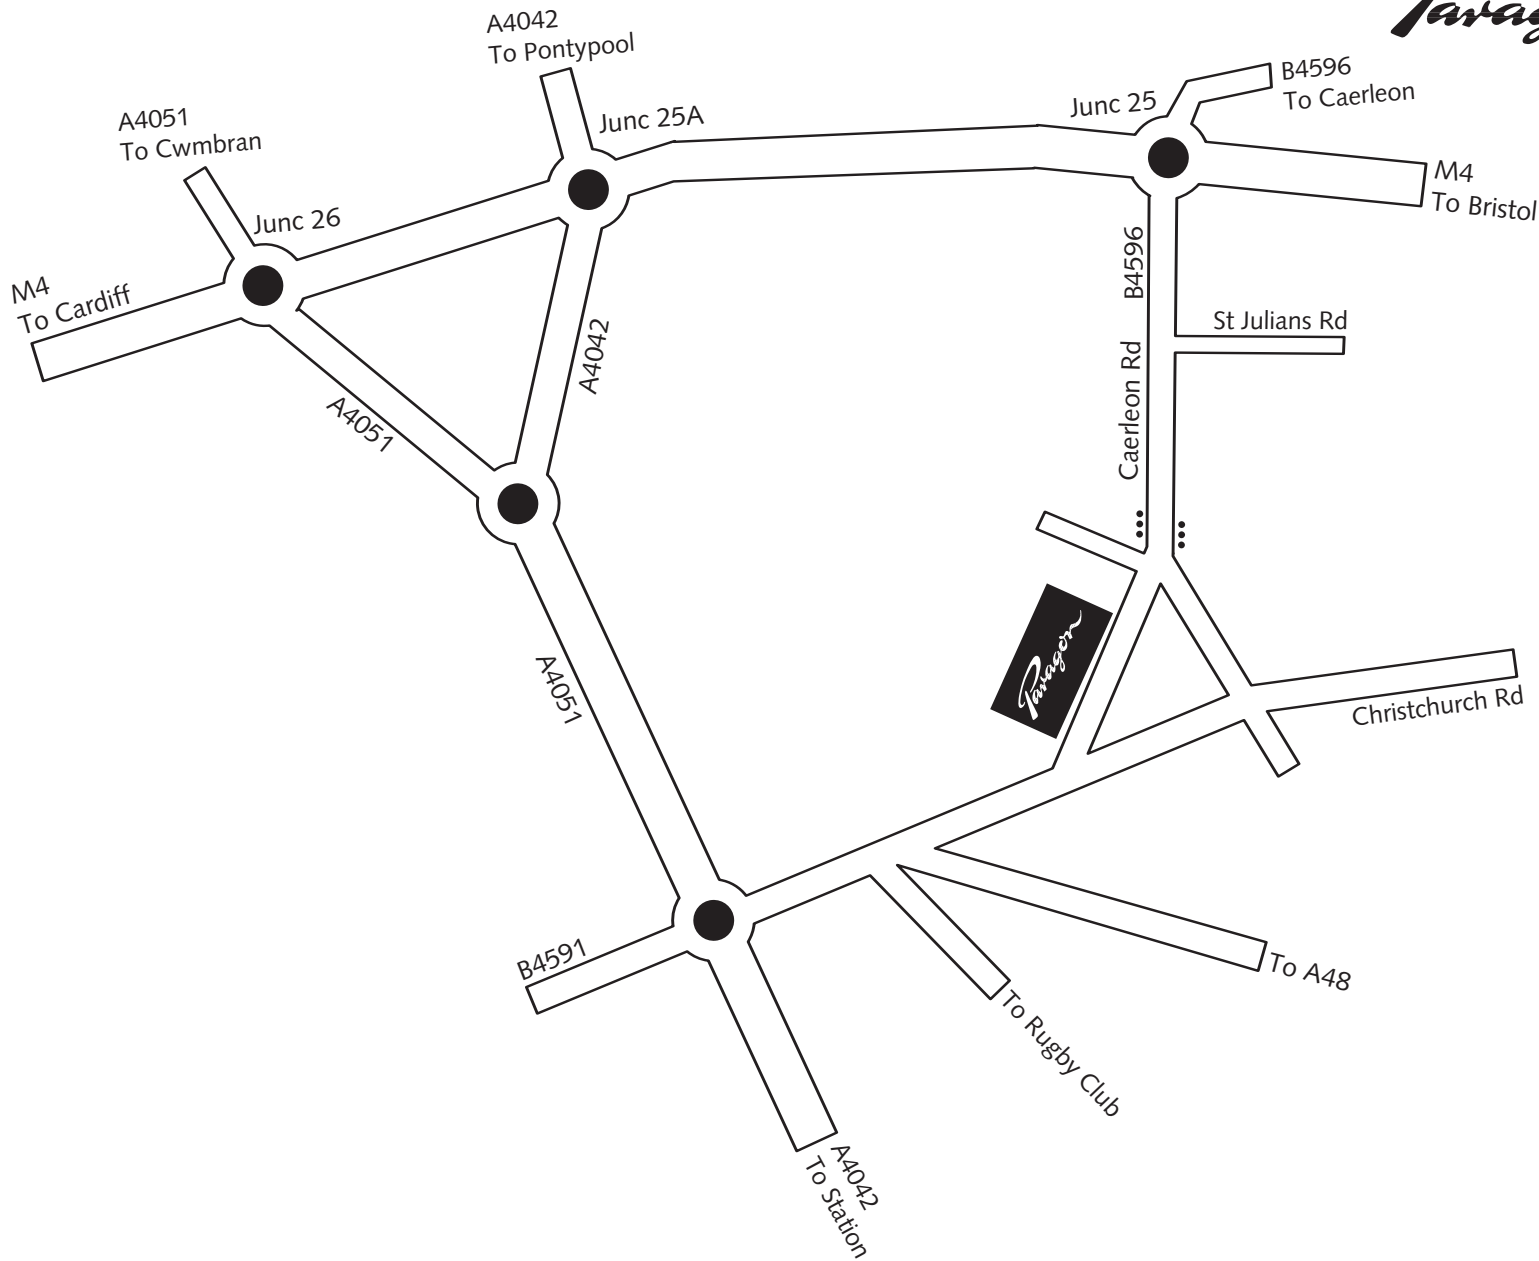 A4042
To Pontypool
B4596
To Caerleon
Junc 25
Junc 25A
A4051
To Cwmbran
M4
To Bristol
Junc 26
B4596
M4
To Cardiff
St Julians Rd
A4042
Caerleon Rd
A4051
Paragon
A4051
Christchurch Rd
B4591
To A48
To Rugby Club
A4042
To Station